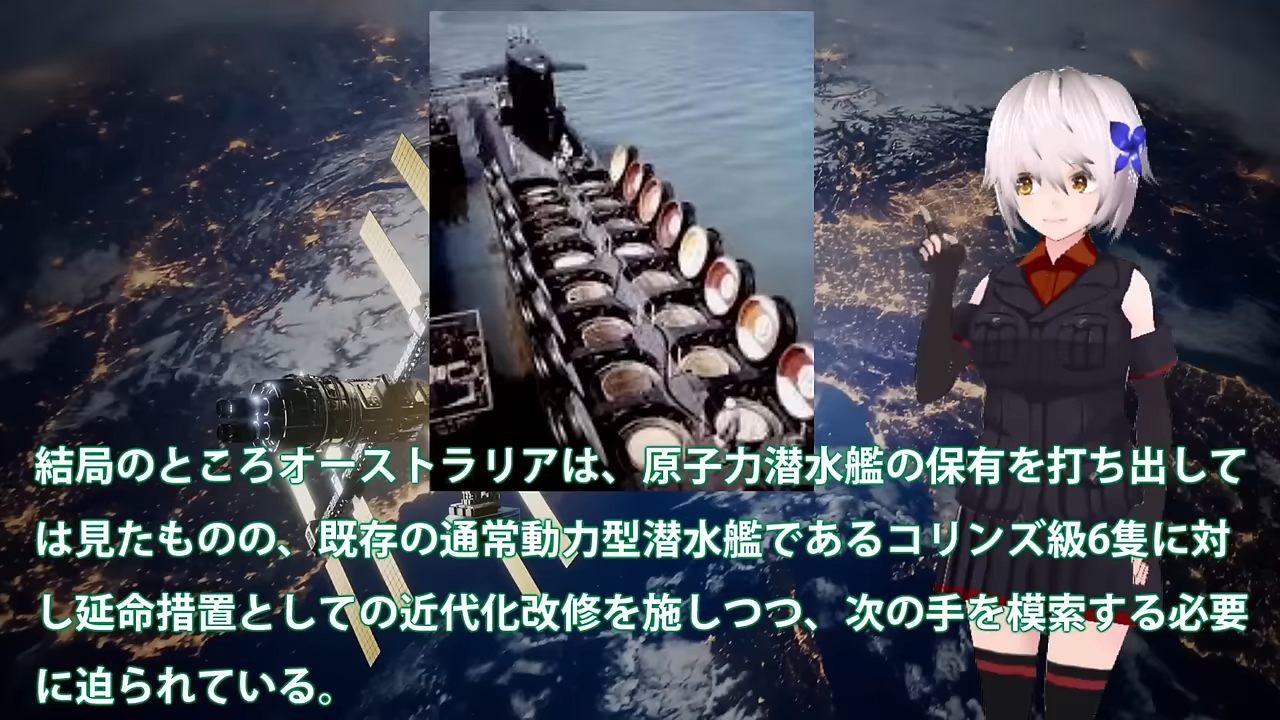 結局のところオーストラリアは、原子力潜水艦の保有を打ち出して
は見たものの、既存の通常動力型潜水艦であるコリンズ級6隻に対
し延命措置としての近代化改修を施しつつ、次の手を模索する必要
に迫られている。